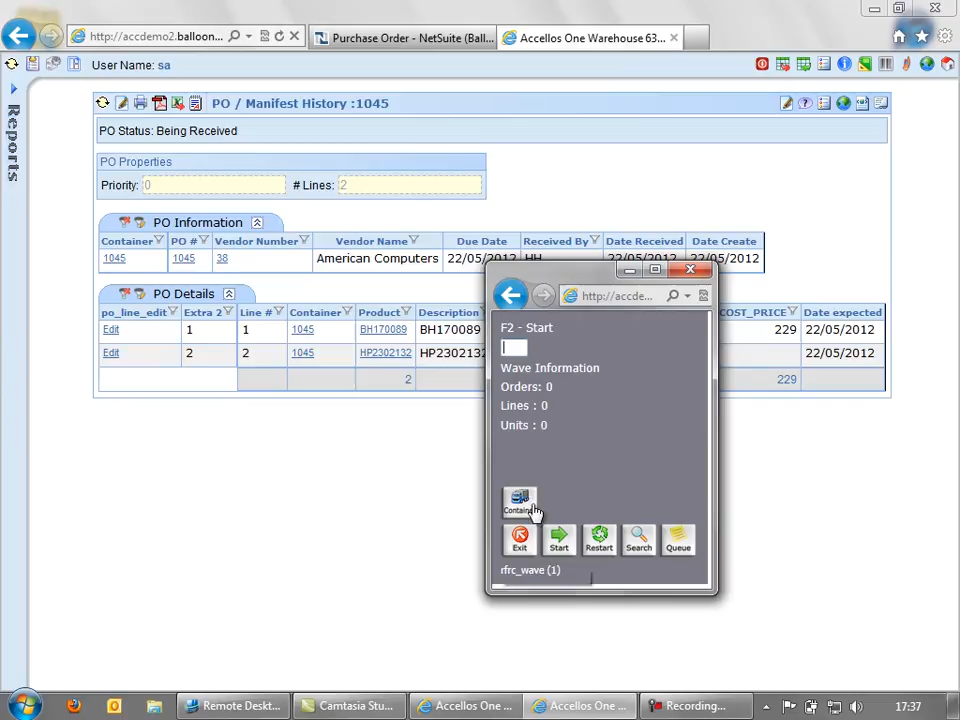 http://accdemo2.balloon...
Purchase Order - NetSuite (Ball...
Accellos One Warehouse 63...
User Name: sa
Reports
PO / Manifest History :1045
PO Status: Being Received
PO Properties
Priority: 0 # Lines: 2
PO Information
Container PO # Vendor Number Vendor Name Due Date Received By Date Received Date Create
1045 1045 38 American Computers 22/05/2012 HH 22/05/2012 22/05/2012
PO Details
po_line_edit Extra 2 Line # Container Product Description COST_PRICE Date expected
Edit 1 1 1045 BH170089 BH170089 229 22/05/2012
Edit 2 2 1045 HP2302132 HP2302132 22/05/2012
2 229
http://accde...
F2 - Start
Wave Information
Orders: 0
Lines : 0
Units : 0
Exit Start Restart Search Queue
rfrc_wave (1)
Remote Deskt... Camtasia Stu... Accellos One ... Accellos One ... Recording... 17:37